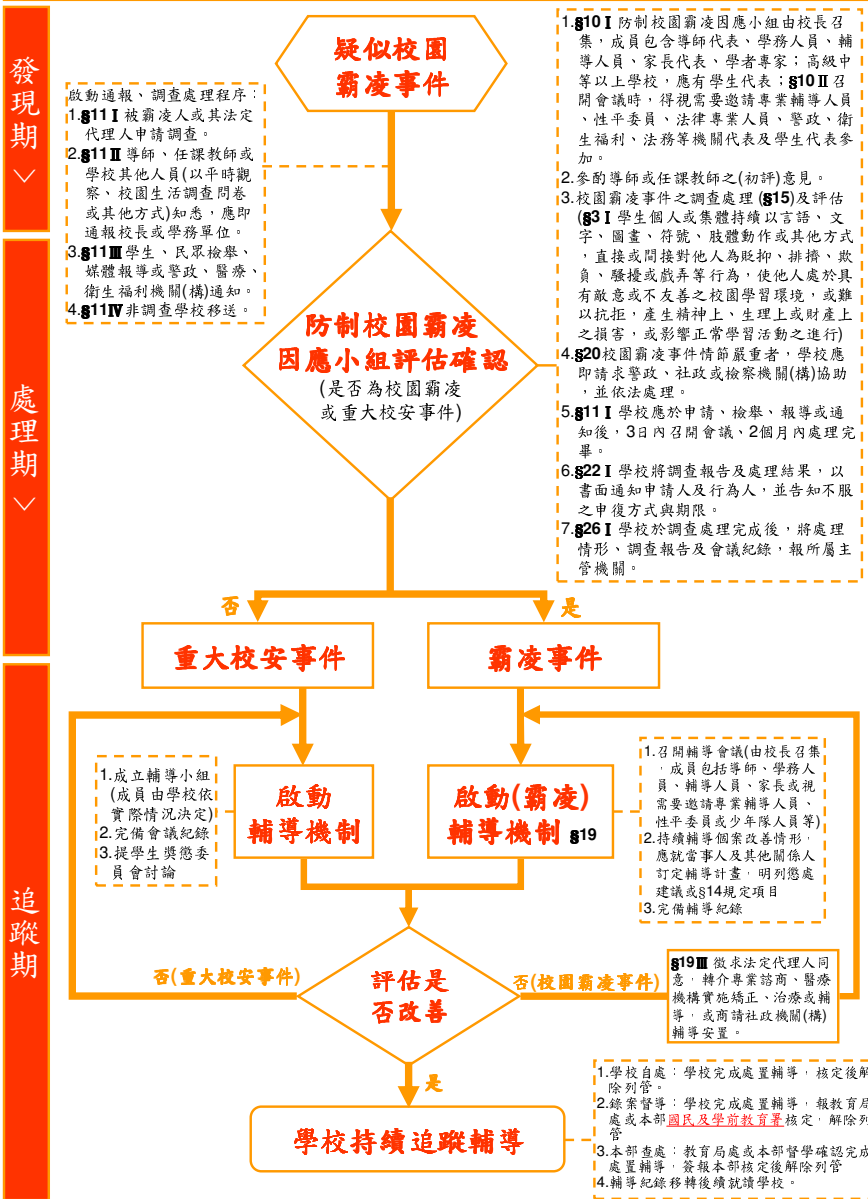 發現期
疑似校園
霸凌事件
啟動通報、調查處理程序：
1.§11 I 被霸凌人或其法定
代理人申請調查。
2.§11 II 導師、任課教師或
學校其他人員(以平時觀
察、校園生活調查問卷
或其他方式)知悉，應即
通報校長或學務單位。
3.§11 III 學生、民眾檢舉、
媒體報導或警政、醫療、
衛生福利機關(構)通知。
4.§11 IV 非調查學校移送。
1.§10 I 防制校園霸凌因應小組由校長召
集，成員包含導師代表、學務人員、輔
導人員、家長代表、學者專家；高級中
等以上學校，應有學生代表；§10 II 召
開會議時，得視需要邀請專業輔導人員
、性平委員、法律專業人員、警政、衛
生福利、法務等機關代表及學生代表參
加。
2.參酌導師或任課教師之(初評)意見。
3.校園霸凌事件之調查處理 (§15)及評估
(§3 I 學生個人或集體持續以言語、文
字、圖畫、符號、肢體動作或其他方式
，直接或間接對他人為貶抑、排擠、欺
負、騷擾或戲弄等行為，使他人處於具
有敵意或不友善之校園學習環境，或難
以抗拒，產生精神上、生理上或財產上
之損害，或影響正常學習活動之進行)
4.§20校園霸凌事件情節嚴重者，學校應
即請求警政、社政或檢察機關(構)協助
，並依法處理。
5.§11 I 學校應於申請、檢舉、報導或通
知後，3日內召開會議、2個月內處理完
畢。
6.§22 I 學校將調查報告及處理結果，以
書面通知申請人及行為人，並告知不服
之申復方式與期限。
7.§26 I 學校於調查處理完成後，將處理
情形、調查報告及會議紀錄，報所屬主
管機關。
處理期
防制校園霸凌
因應小組評估確認
(是否為校園霸凌
或重大校安事件)
否
是
重大校安事件
霸凌事件
追蹤期
1.成立輔導小組
(成員由學校依
實際情況決定)
2.完備會議紀錄
3.提學生獎懲委
員會討論
啟動
輔導機制
啟動(霸凌)
輔導機制 §19
1.召開輔導會議(由校長召集
，成員包括導師、學務人
員、輔導人員、家長或視
需要邀請專業輔導人員、
性平委員或少年隊人員等)
2.持續輔導個案改善情形，
應就當事人及其他關係人
訂定輔導計畫，明列懲處
建議或§14規定項目
3.完備輔導紀錄
否(重大校安事件)
評估是
否改善
否(校園霸凌事件)
§19 III 徵求法定代理人同
意，轉介專業諮商、醫療
機構實施矯正、治療或輔
導，或商請社政機關(構)
輔導安置。
是
學校持續追蹤輔導
1.學校自處：學校完成處置輔導，核定後解
除列管。
2.錄案督導：學校完成處置輔導，報教育局
處或本部國民及學前教育署核定，解除列
管
3.本部查處：教育局處或本部督學確認完成
處置輔導，簽報本部核定後解除列管
4.輔導紀錄移轉後續就讀學校。